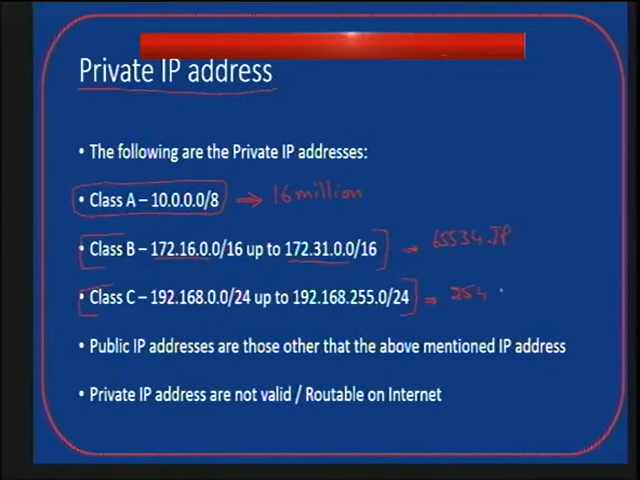 Private IP address
• The following are the Private IP addresses:
• Class A – 10.0.0.0/8 ⇒ 16 million
• Class B – 172.16.0.0/16 up to 172.31.0.0/16 → 65534 IP
• Class C – 192.168.0.0/24 up to 192.168.255.0/24 ⇒ 254
• Public IP addresses are those other that the above mentioned IP address
• Private IP address are not valid / Routable on Internet